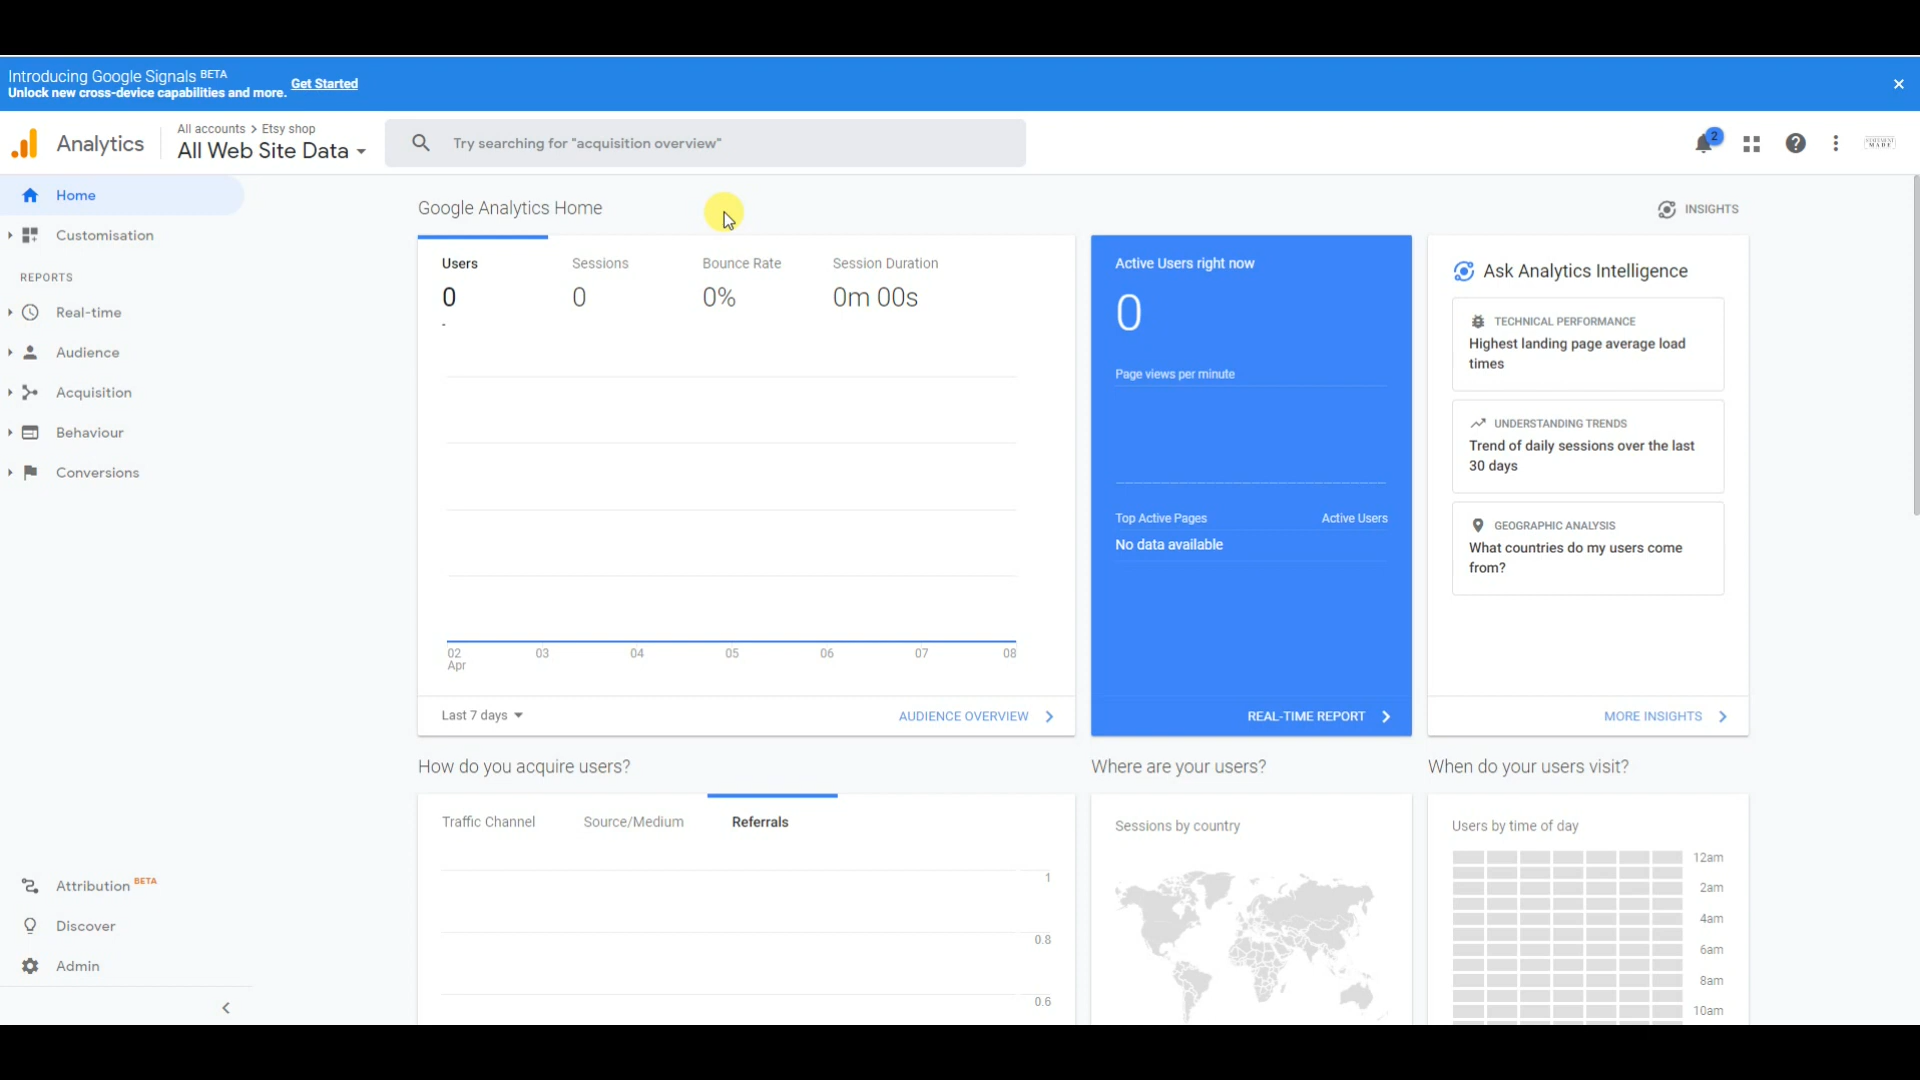 Introducing Google Signals BETA
Unlock new cross-device capabilities and more. Get Started
Analytics
All accounts > Etsy shop
All Web Site Data
Try searching for "acquisition overview"
2
Home
Customisation
REPORTS
Real-time
Audience
Acquisition
Behaviour
Conversions
Attribution BETA
Discover
Admin
Google Analytics Home
INSIGHTS
Users
0
-
Sessions
0
Bounce Rate
0%
Session Duration
0m 00s
02
Apr
03
04
05
06
07
08
Last 7 days
AUDIENCE OVERVIEW
Active Users right now
0
Page views per minute
Top Active Pages Active Users
No data available
REAL-TIME REPORT
Ask Analytics Intelligence
TECHNICAL PERFORMANCE
Highest landing page average load
times
UNDERSTANDING TRENDS
Trend of daily sessions over the last
30 days
GEOGRAPHIC ANALYSIS
What countries do my users come
from?
MORE INSIGHTS
How do you acquire users?
Traffic Channel
Source/Medium
Referrals
1
0.8
0.6
Where are your users?
Sessions by country
When do your users visit?
Users by time of day
12am
2am
4am
6am
8am
10am